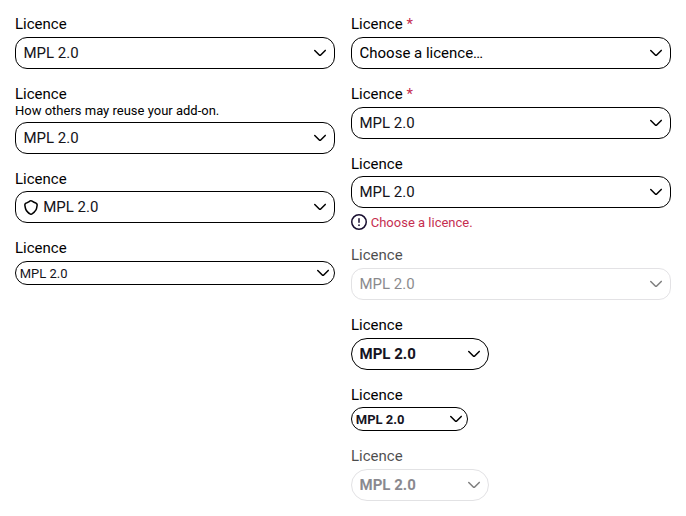 Licence
MPL 2.0
Licence
How others may reuse your add-on.
MPL 2.0
Licence
MPL 2.0
Licence
MPL 2.0
Licence *
Choose a licence…
Licence *
MPL 2.0
Licence
MPL 2.0
Choose a licence.
Licence
MPL 2.0
Licence
MPL 2.0
Licence
MPL 2.0
Licence
MPL 2.0